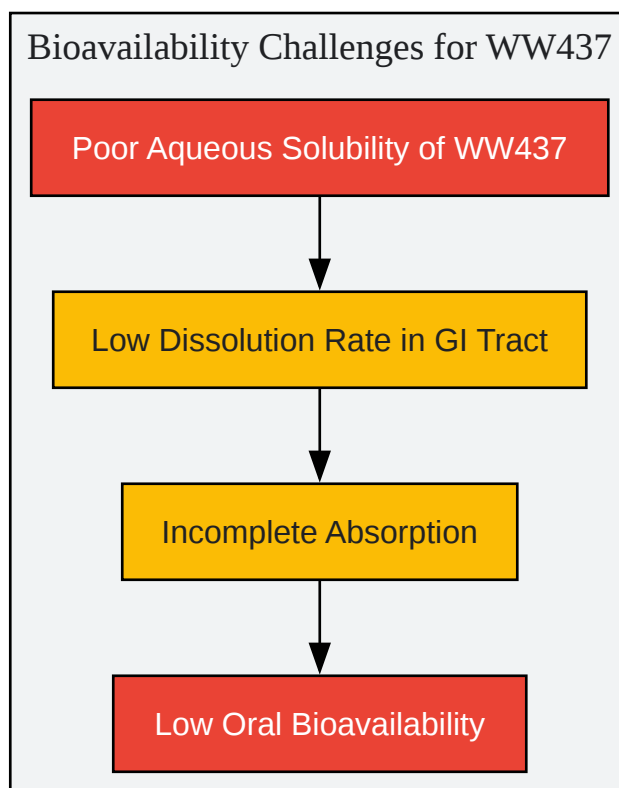 Bioavailability Challenges for WW437
Poor Aqueous Solubility of WW437
Low Dissolution Rate in GI Tract
Incomplete Absorption
Low Oral Bioavailability